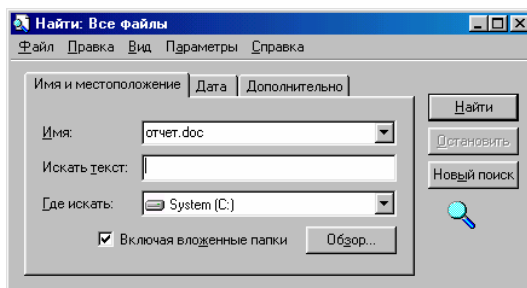 Найти: Все файлы
Файл Правка Вид Параметры Справка
Имя и местоположение Дата Дополнительно
Имя: отчет.doc
Искать текст:
Где искать: System (C:)
Включая вложенные папки Обзор...
Найти
Остановить
Новый поиск